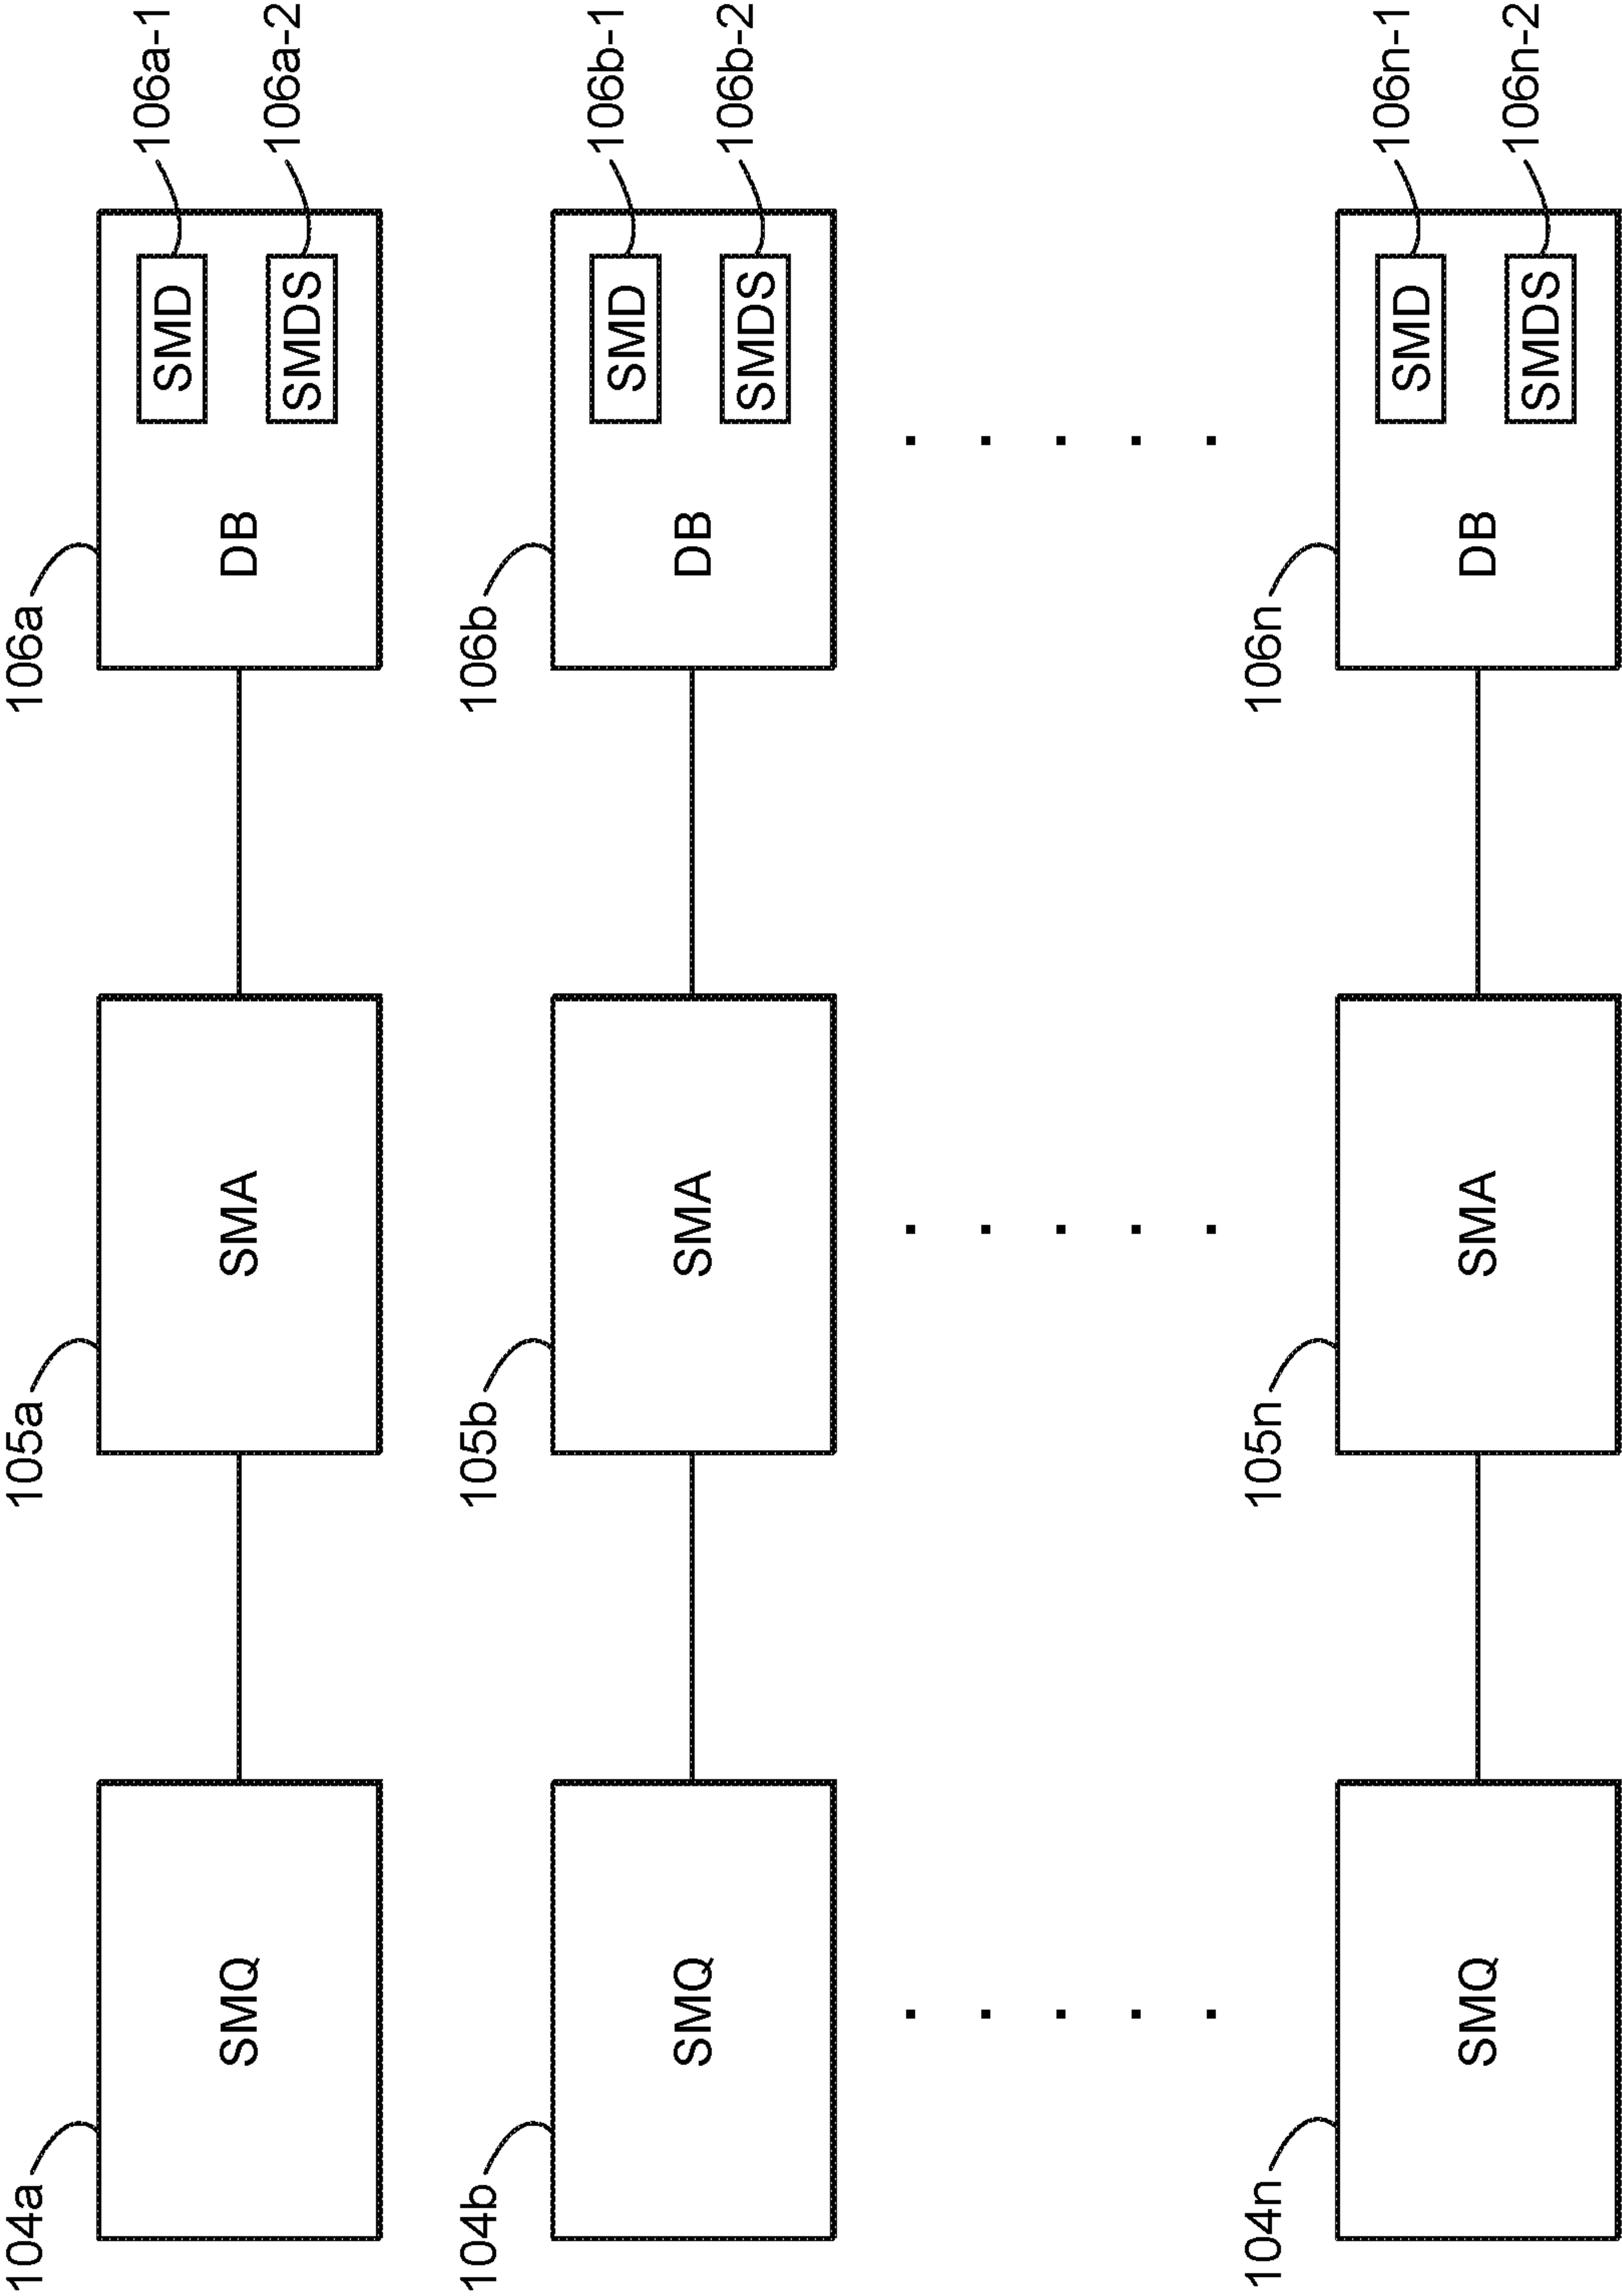 104a
SMQ
105a
SMA
106a
DB
SMD
SMDS
106a-1
106a-2
104b
SMQ
105b
SMA
106b
DB
SMD
SMDS
106b-1
106b-2
104n
SMQ
105n
SMA
106n
DB
SMD
SMDS
106n-1
106n-2